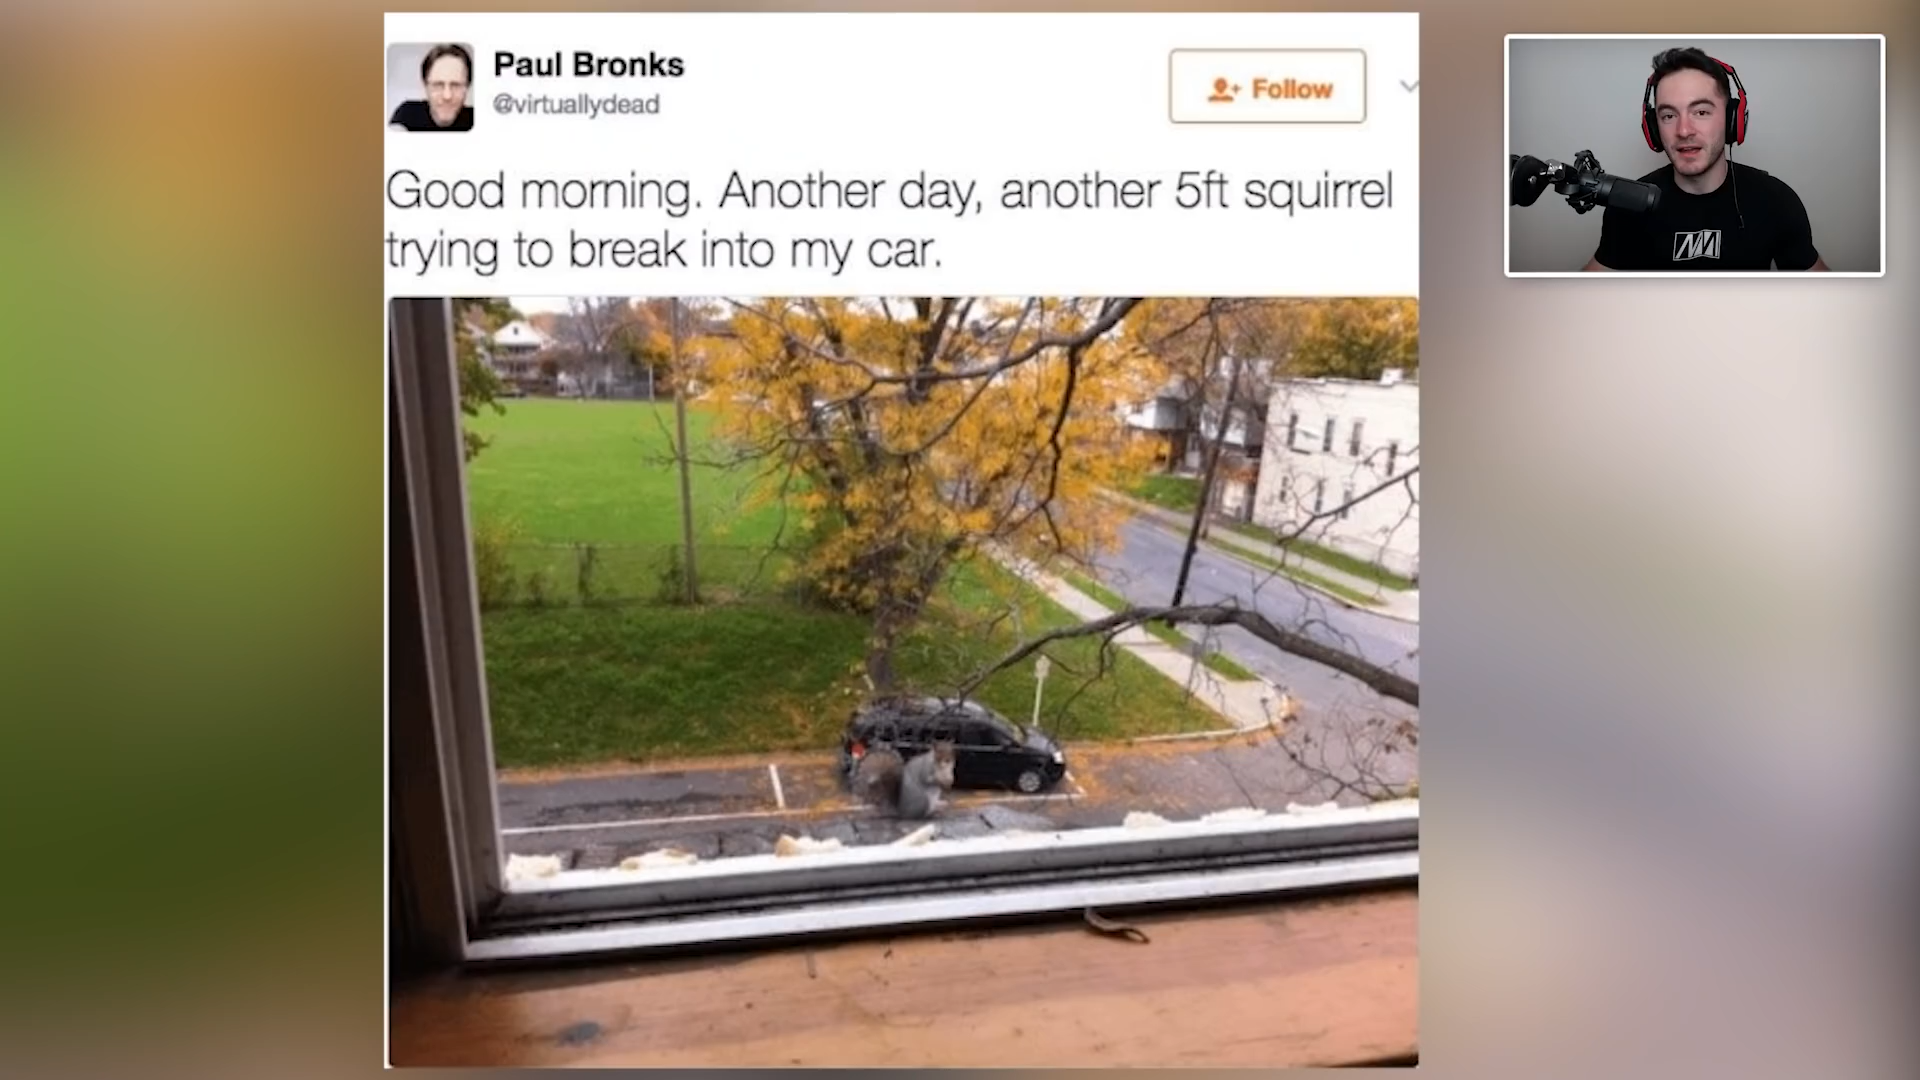 Paul Bronks
@virtuallydead
Follow
Good morning. Another day, another 5ft squirrel
trying to break into my car.